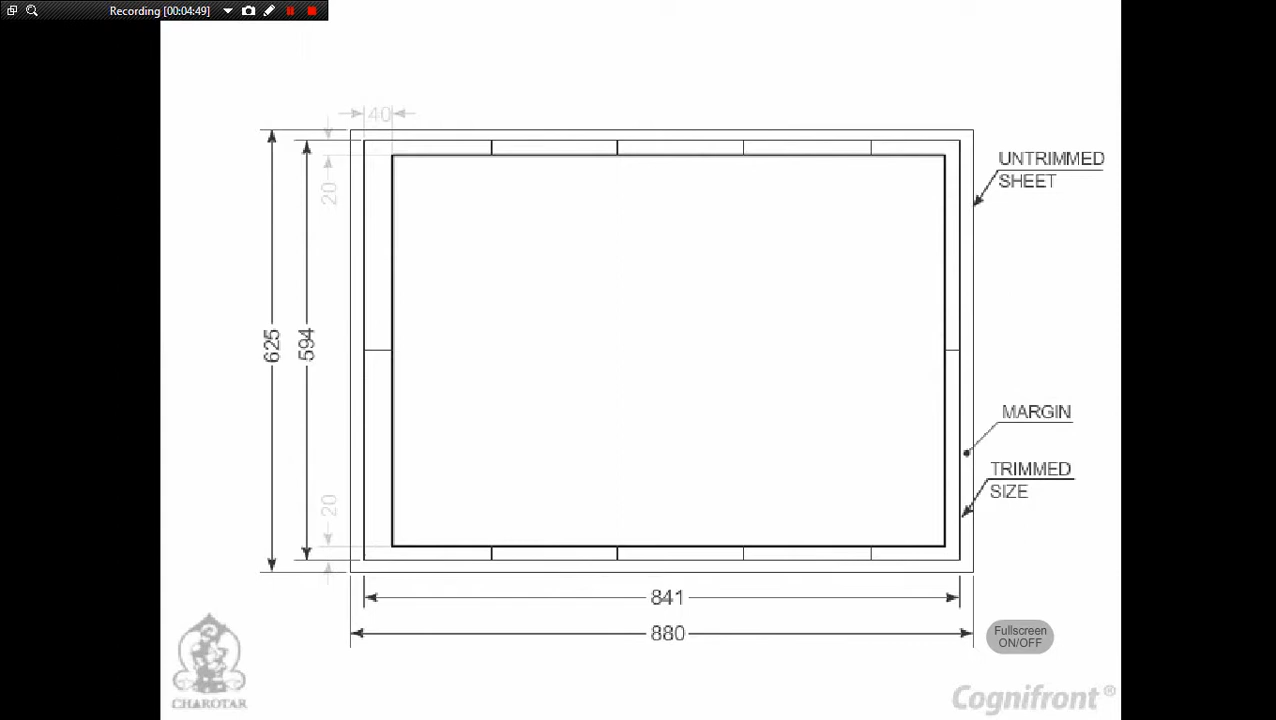 Recording [00:04:49]
40
20
UNTRIMMED
SHEET
625
594
MARGIN
TRIMMED
SIZE
20
841
880
Fullscreen
ON/OFF
CHAROTAR
Cognifront ®